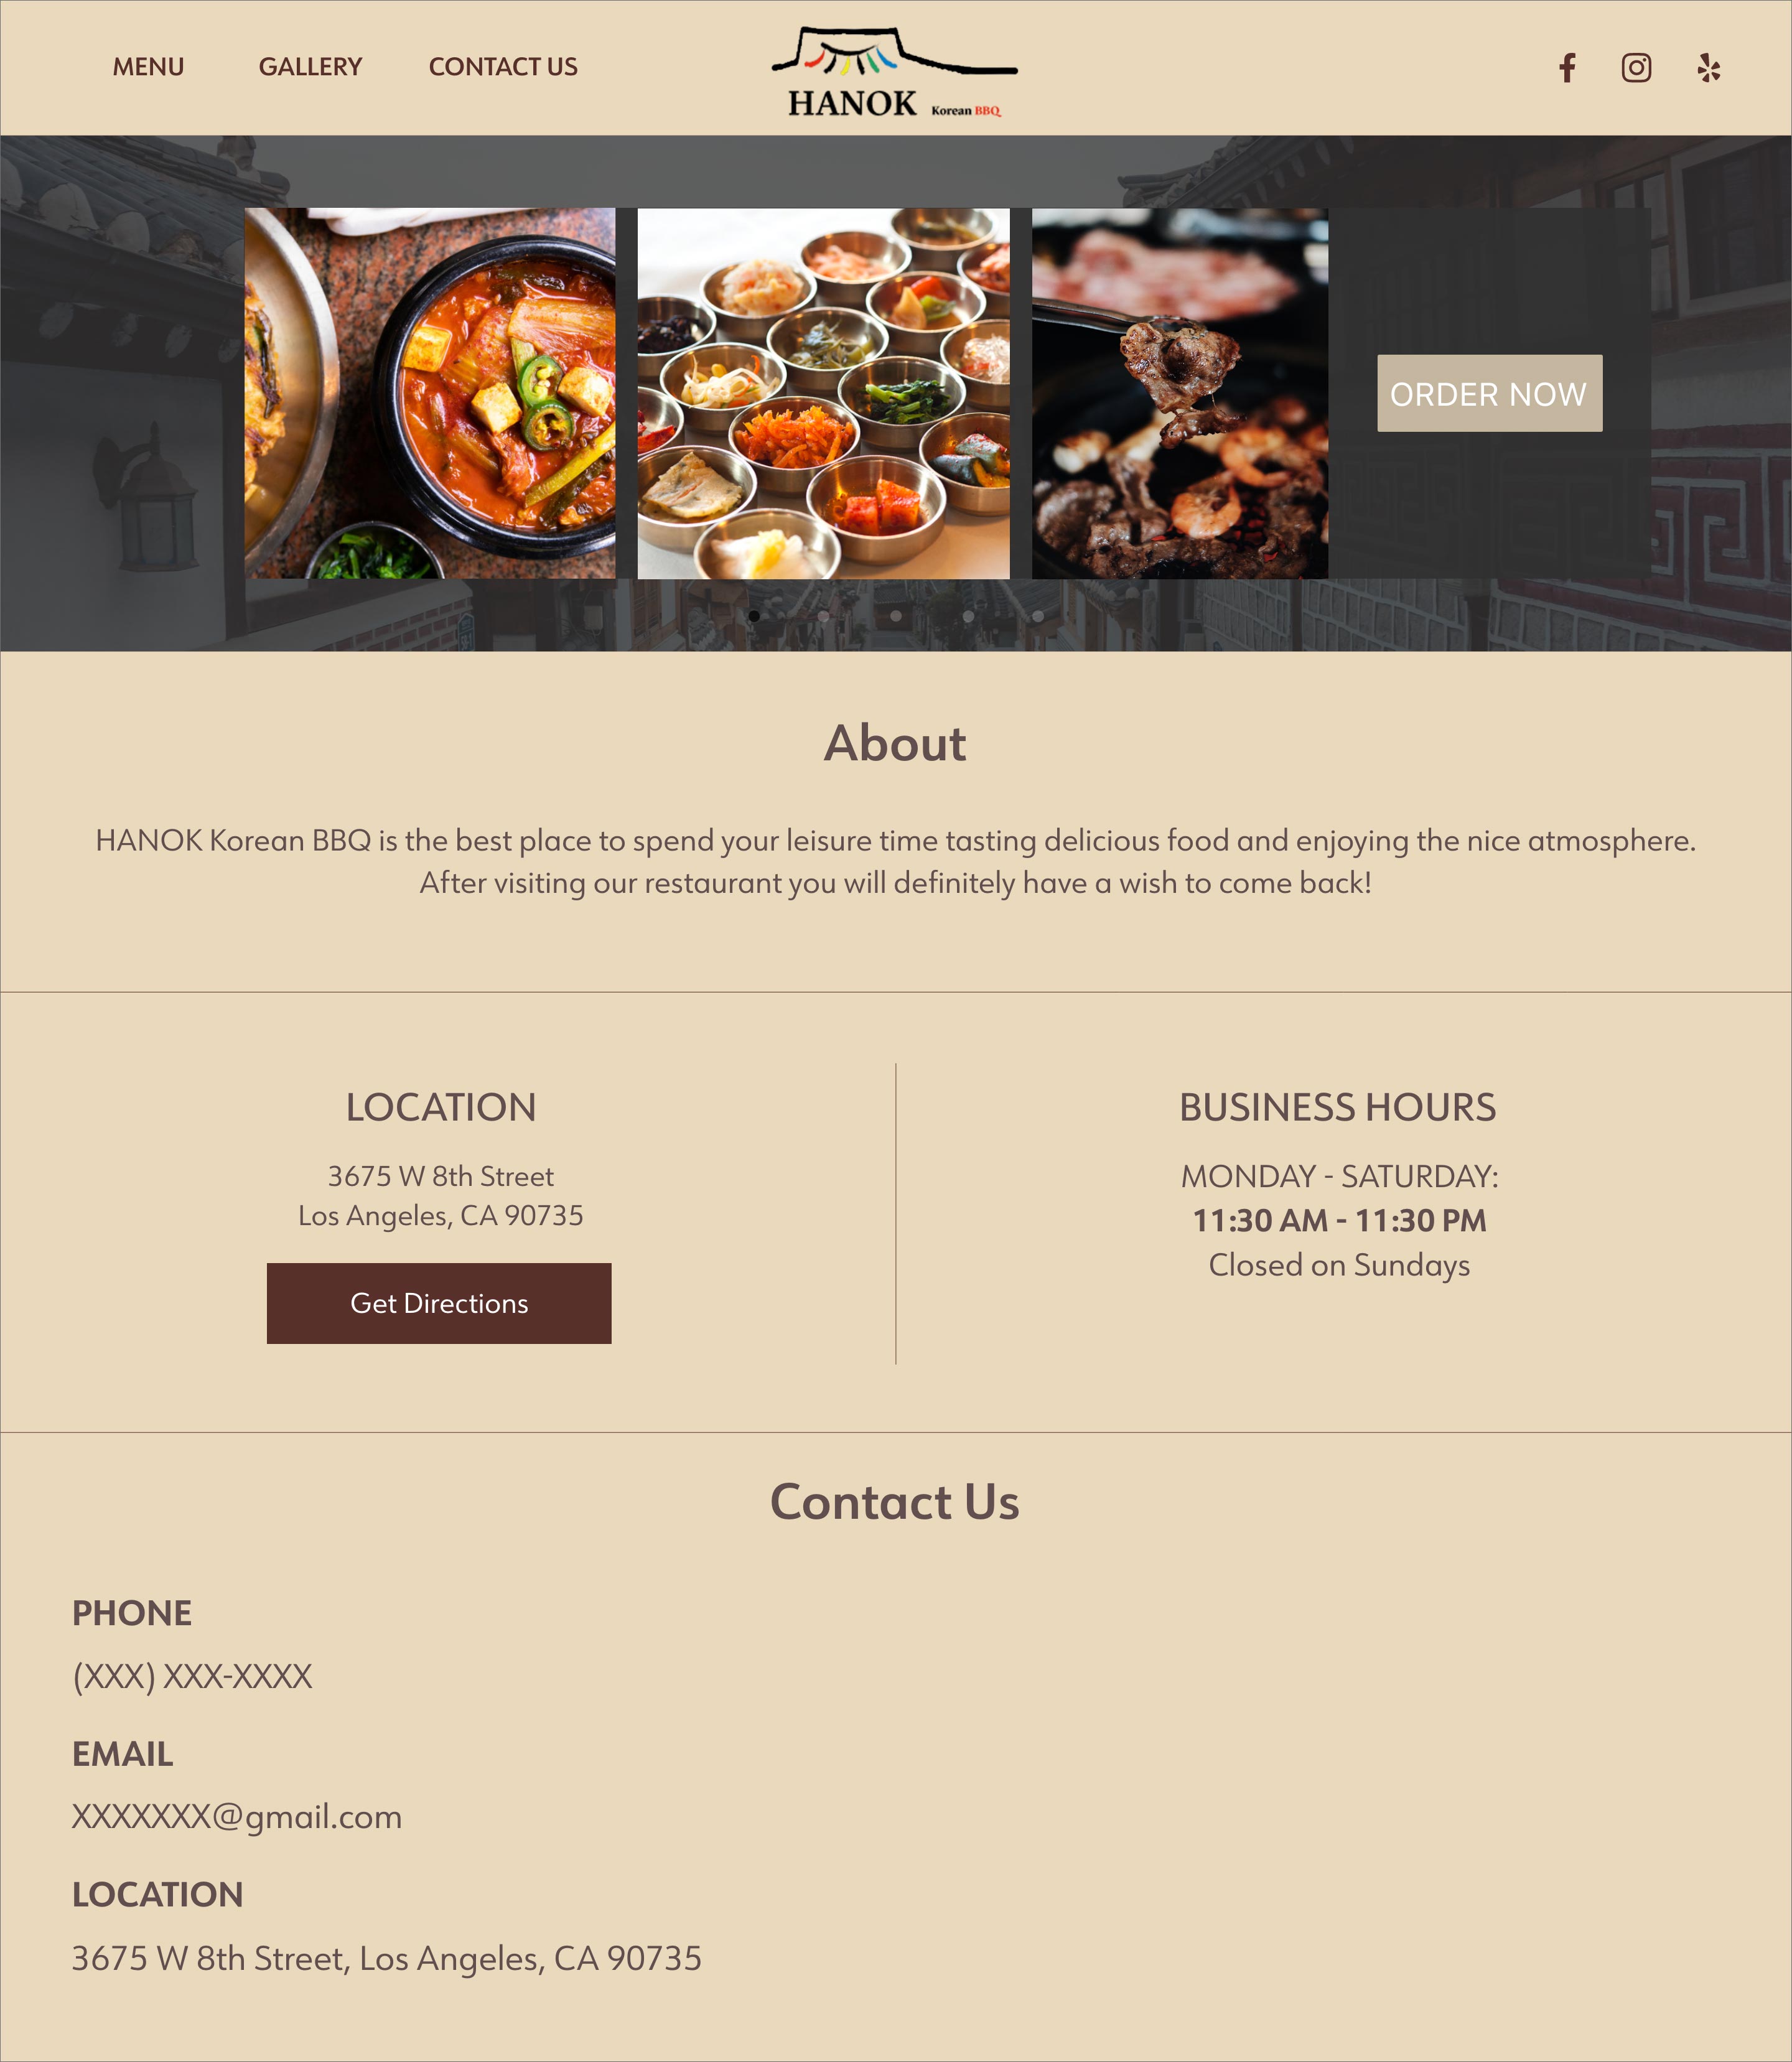 MENU
GALLERY
CONTACT US
HANOK Korean BBQ
ORDER NOW
About
HANOK Korean BBQ is the best place to spend your leisure time tasting delicious food and enjoying the nice atmosphere.
After visiting our restaurant you will definitely have a wish to come back!
LOCATION
3675 W 8th Street
Los Angeles, CA 90735
Get Directions
BUSINESS HOURS
MONDAY - SATURDAY:
11:30 AM - 11:30 PM
Closed on Sundays
Contact Us
PHONE
(XXX) XXX-XXXX
EMAIL
XXXXXXX@gmail.com
LOCATION
3675 W 8th Street, Los Angeles, CA 90735